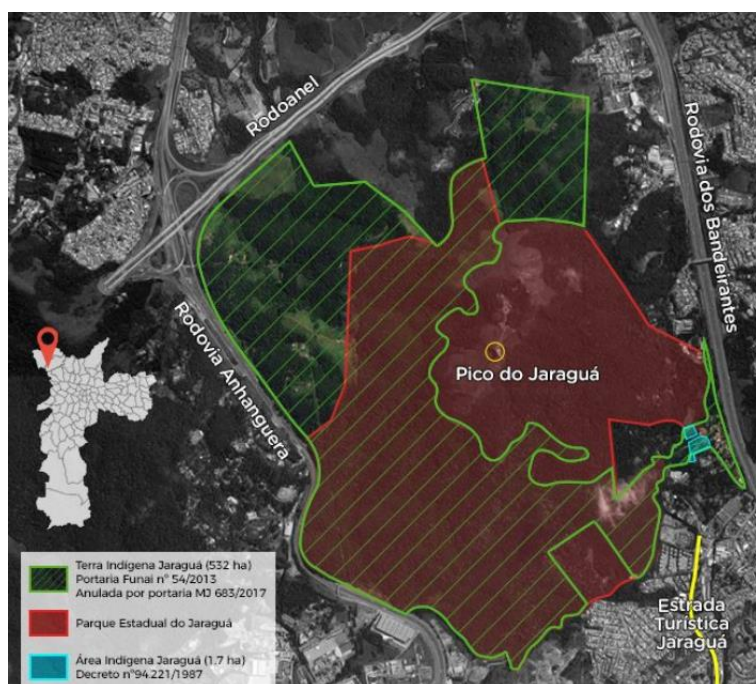 Rodoanel
Rodovia dos Bandeirantes
Rodovia Anhanguera
Pico do Jaraguá
Terra Indígena Jaraguá (532 ha)
Portaria Funai nº 54/2013
Anulada por portaria MJ 683/2017
Parque Estadual do Jaraguá
Área Indígena Jaraguá (1.7 ha)
Decreto nº94.221/1987
Estrada
Turística
Jaraguá